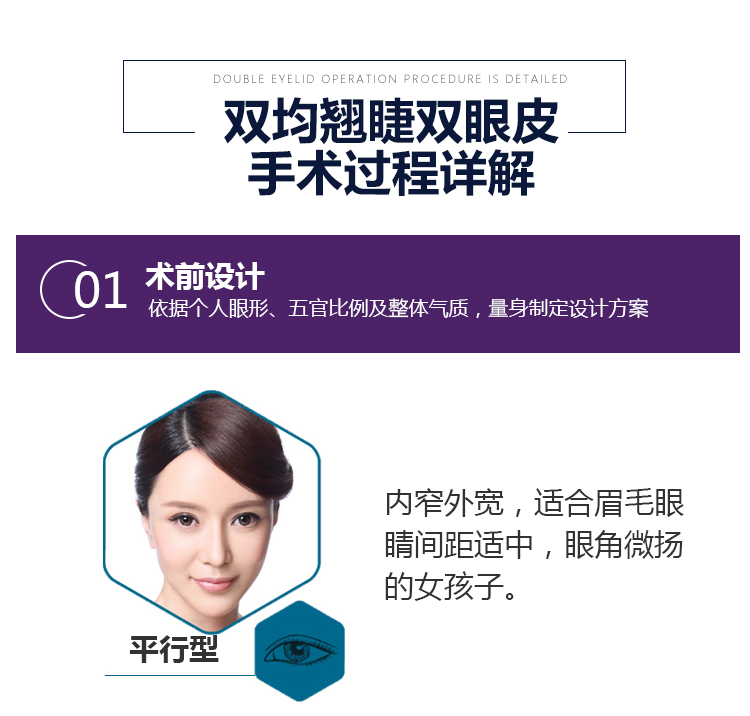 DOUBLE EYELID OPERATION PROCEDURE IS DETAILED
双均翘睫双眼皮
手术过程详解
01
术前设计
依据个人眼形、五官比例及整体气质，量身制定设计方案
内窄外宽，适合眉毛眼
睛间距适中，眼角微扬
的女孩子。
平行型